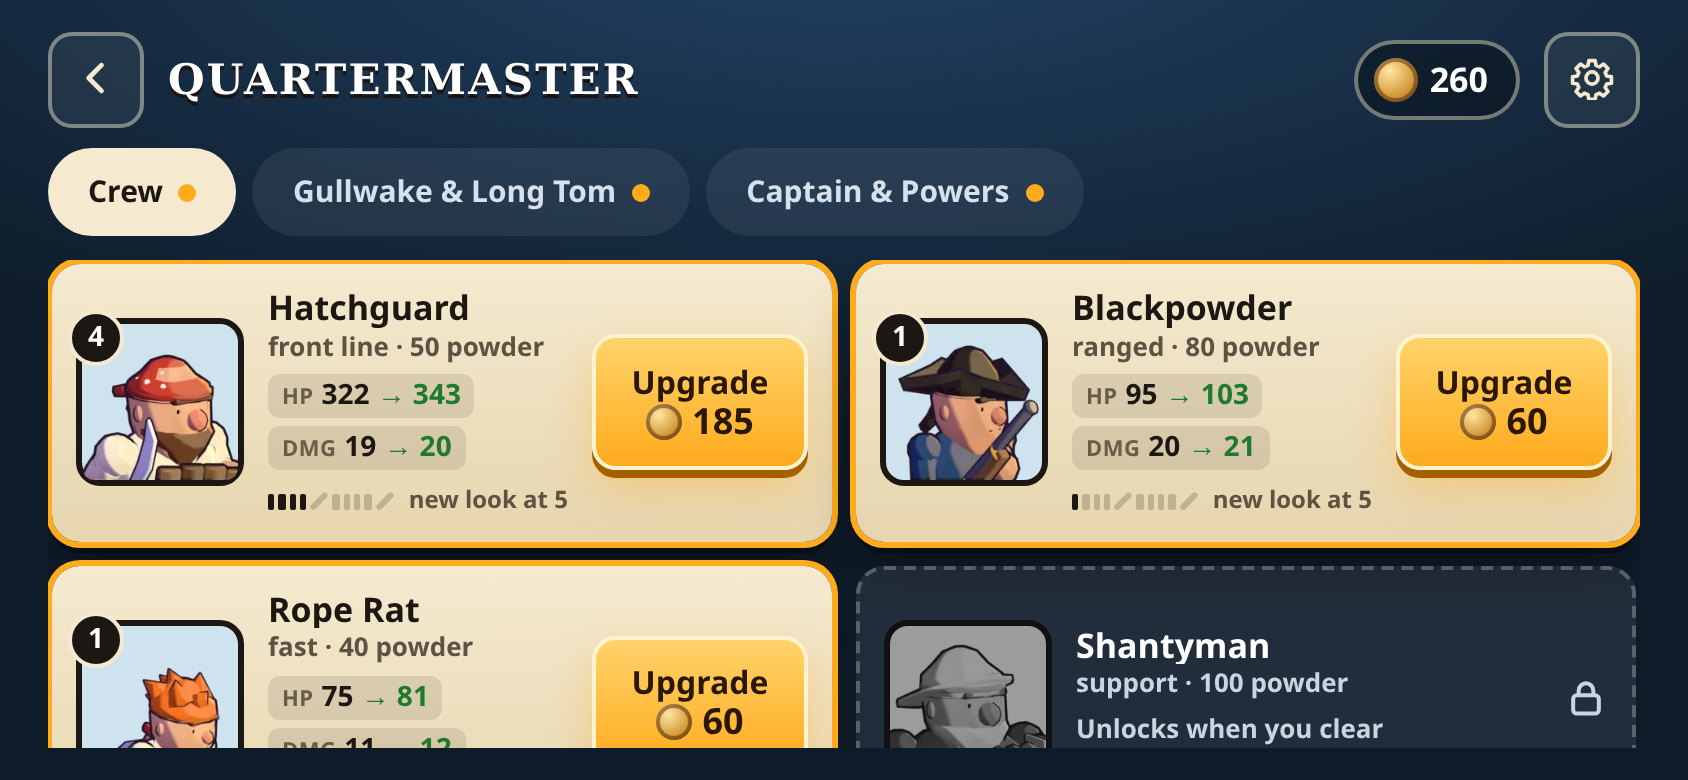 QUARTERMASTER
260
Crew
Gullwake & Long Tom
Captain & Powers
4
Hatchguard
front line · 50 powder
HP 322 → 343
DMG 19 → 20
new look at 5
Upgrade
185
1
Blackpowder
ranged · 80 powder
HP 95 → 103
DMG 20 → 21
new look at 5
Upgrade
60
1
Rope Rat
fast · 40 powder
HP 75 → 81
DMG 11 → 12
Upgrade
60
Shantyman
support · 100 powder
Unlocks when you clear